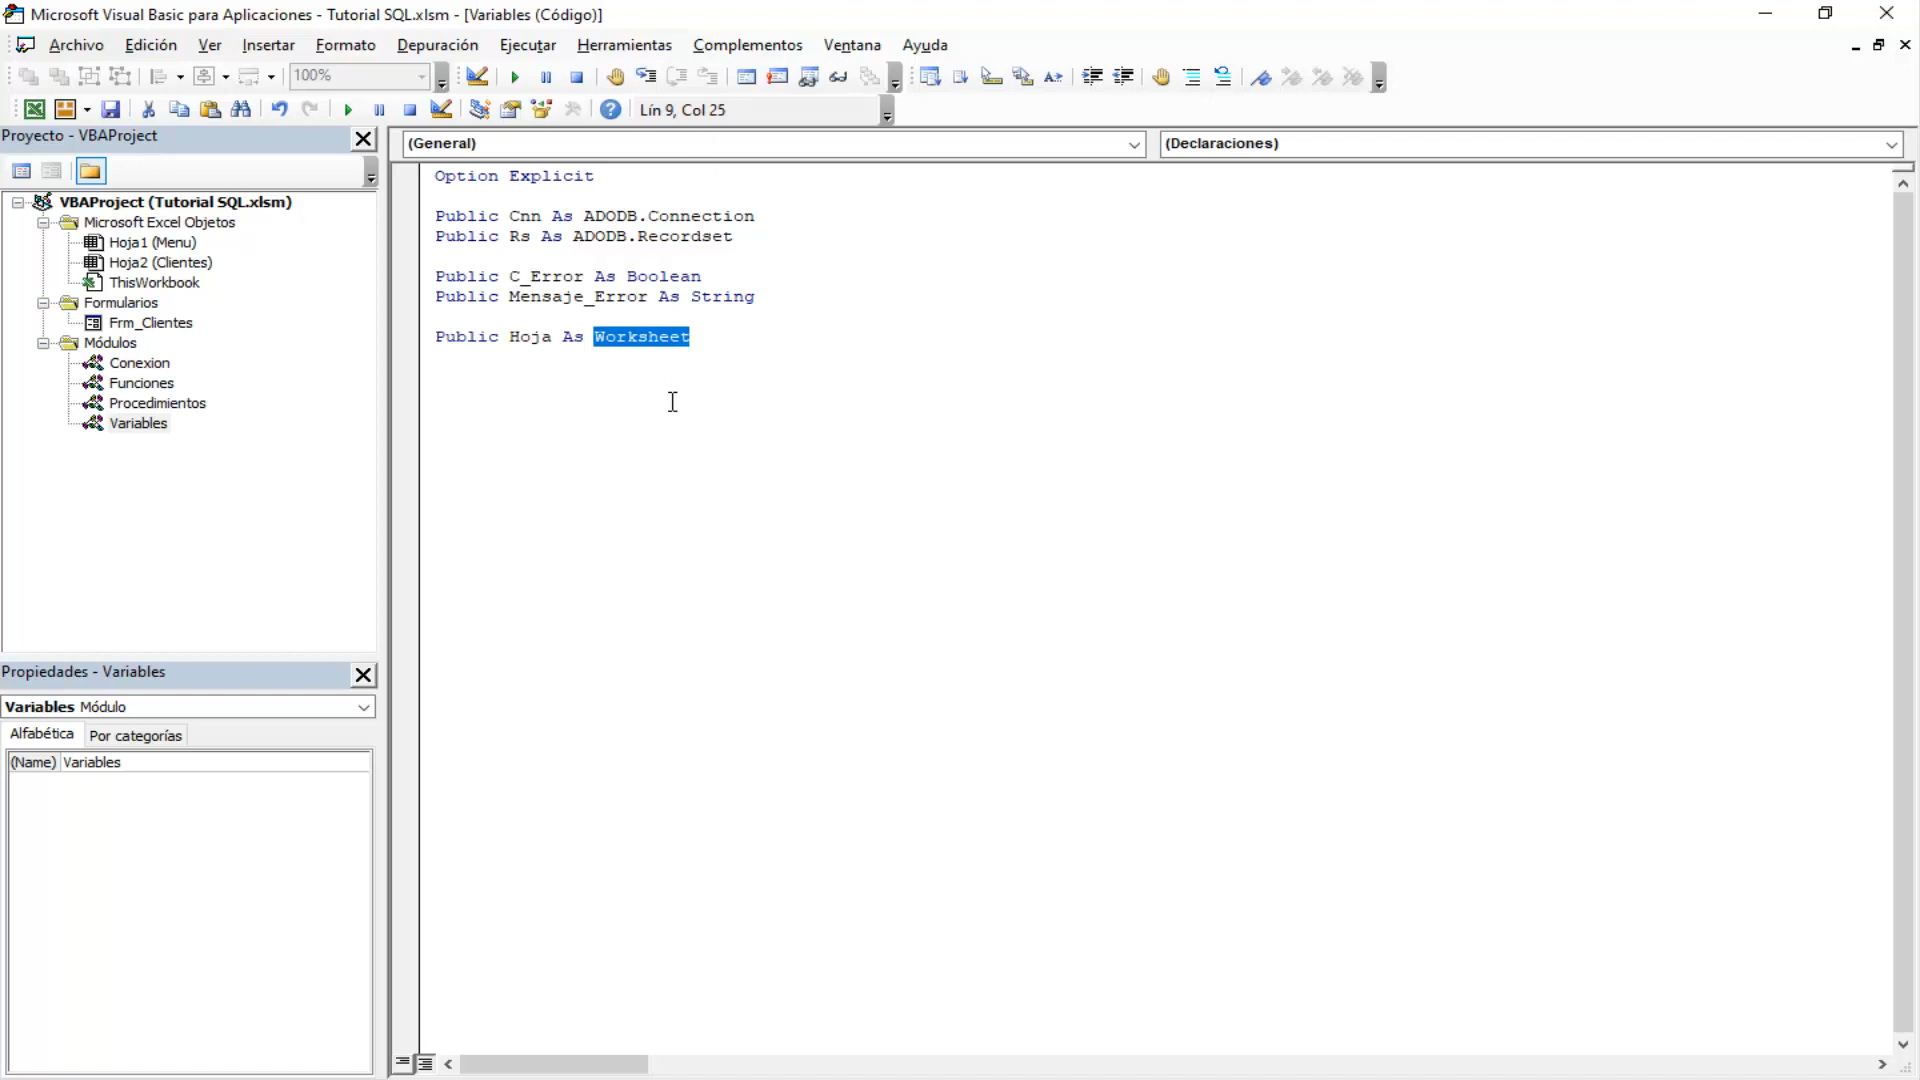 Microsoft Visual Basic para Aplicaciones - Tutorial SQL.xlsm - [Variables (Código)]
Archivo Edición Ver Insertar Formato Depuración Ejecutar Herramientas Complementos Ventana Ayuda
100%
Lín 9, Col 25
Proyecto - VBAProject
(General)
(Declaraciones)
VBAProject (Tutorial SQL.xlsm)
Microsoft Excel Objetos
Hoja1 (Menu)
Hoja2 (Clientes)
ThisWorkbook
Formularios
Frm_Clientes
Módulos
Conexion
Funciones
Procedimientos
Variables
Option Explicit
Public Cnn As ADODB.Connection
Public Rs As ADODB.Recordset
Public C_Error As Boolean
Public Mensaje_Error As String
Public Hoja As Worksheet
Propiedades - Variables
Variables Módulo
Alfabética Por categorías
(Name) Variables